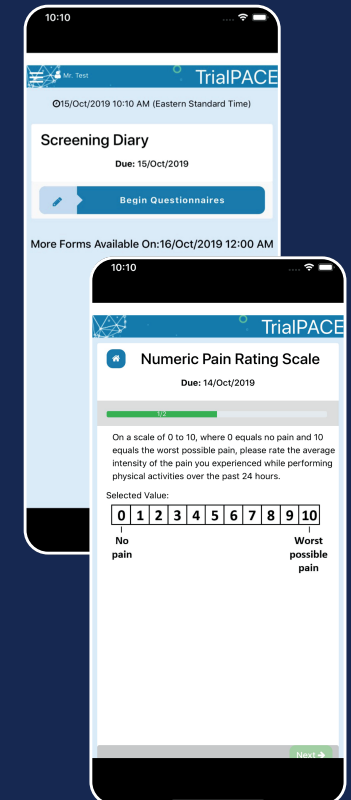 10:10
Mr. Test
TrialPACE
15/Oct/2019 10:10 AM (Eastern Standard Time)
Screening Diary
Due: 15/Oct/2019
Begin Questionnaires
More Forms Available On:16/Oct/2019 12:00 AM
10:10
TrialPACE
Numeric Pain Rating Scale
Due: 14/Oct/2019
1/2
On a scale of 0 to 10, where 0 equals no pain and 10
equals the worst possible pain, please rate the average
intensity of the pain you experienced while performing
physical activities over the past 24 hours.
Selected Value:
0 1 2 3 4 5 6 7 8 9 10
No Worst
pain possible
pain
Next